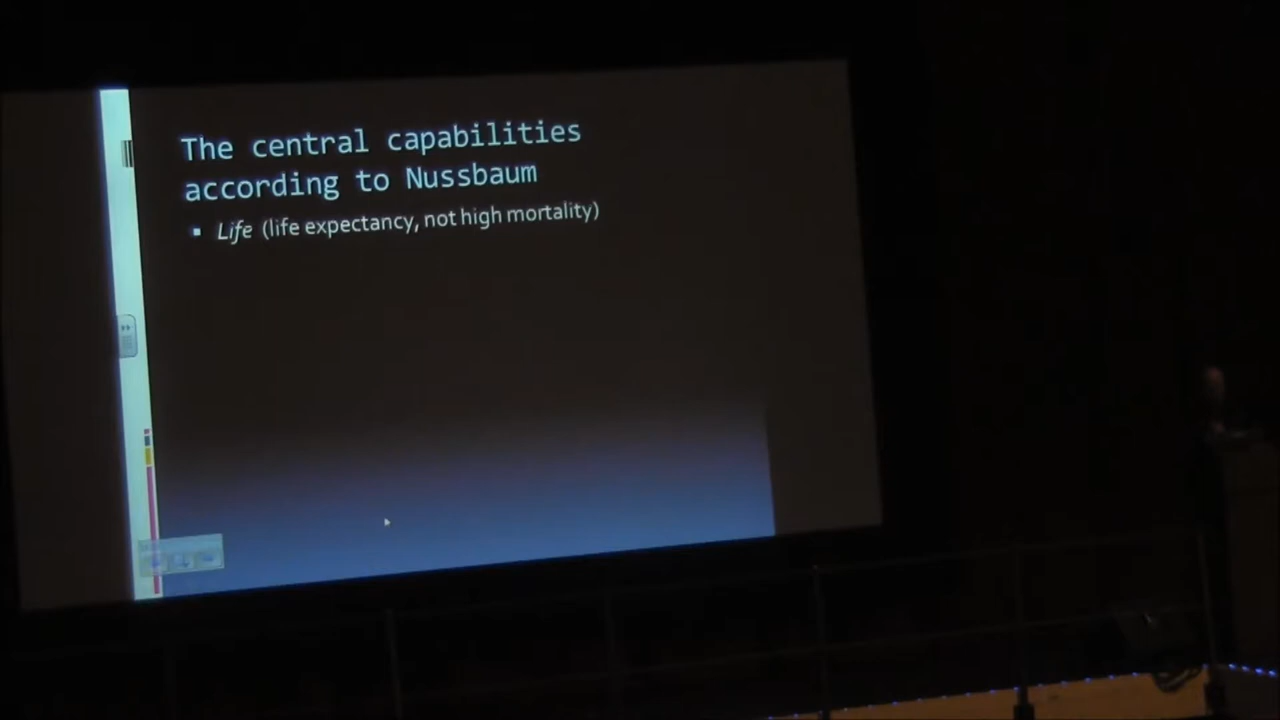 The central capabilities
according to Nussbaum
▪ Life (life expectancy, not high mortality)